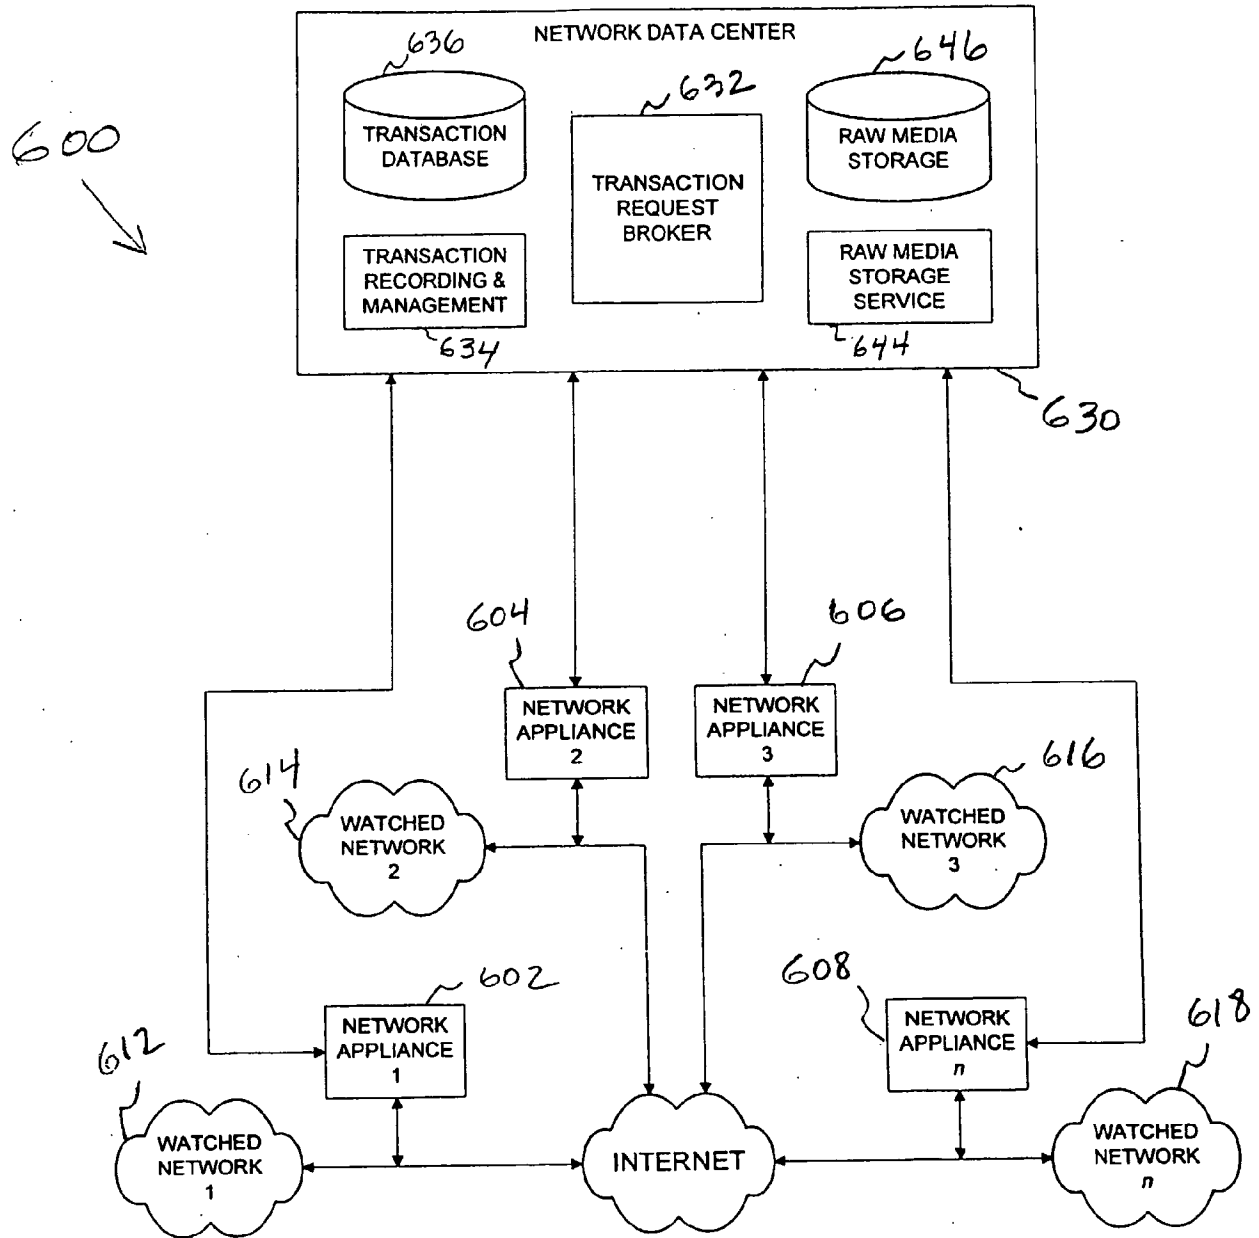 NETWORK DATA CENTER
636
646
632
600
TRANSACTION
DATABASE
TRANSACTION
REQUEST
BROKER
RAW MEDIA
STORAGE
TRANSACTION
RECORDING &
MANAGEMENT
RAW MEDIA
STORAGE
SERVICE
634
644
630
604
606
NETWORK
APPLIANCE
2
NETWORK
APPLIANCE
3
614
616
WATCHED
NETWORK
2
WATCHED
NETWORK
3
602
608
NETWORK
APPLIANCE
1
NETWORK
APPLIANCE
n
612
618
WATCHED
NETWORK
1
INTERNET
WATCHED
NETWORK
n